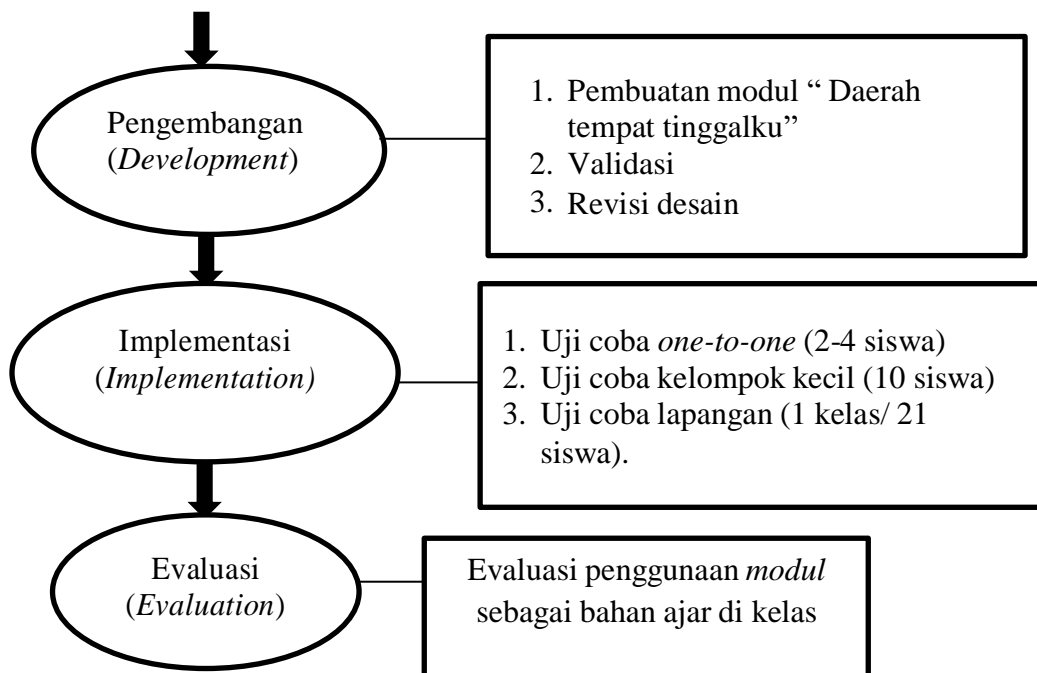 Pengembangan
(Development)
1. Pembuatan modul “ Daerah
tempat tinggalku”
2. Validasi
3. Revisi desain
Implementasi
(Implementation)
1. Uji coba one-to-one (2-4 siswa)
2. Uji coba kelompok kecil (10 siswa)
3. Uji coba lapangan (1 kelas/ 21
siswa).
Evaluasi
(Evaluation)
Evaluasi penggunaan modul
sebagai bahan ajar di kelas